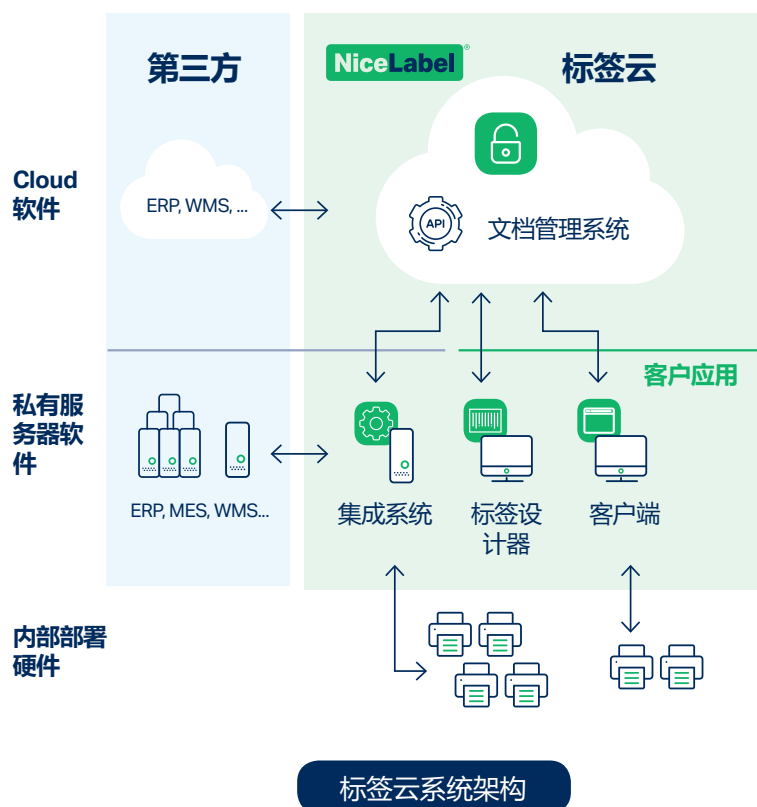 第三方
NiceLabel®
标签云
Cloud
软件
ERP, WMS, ...
API
文档管理系统
客户应用
私有服
务器软
件
ERP, MES, WMS...
集成系统
标签设
计器
客户端
内部部署
硬件
标签云系统架构